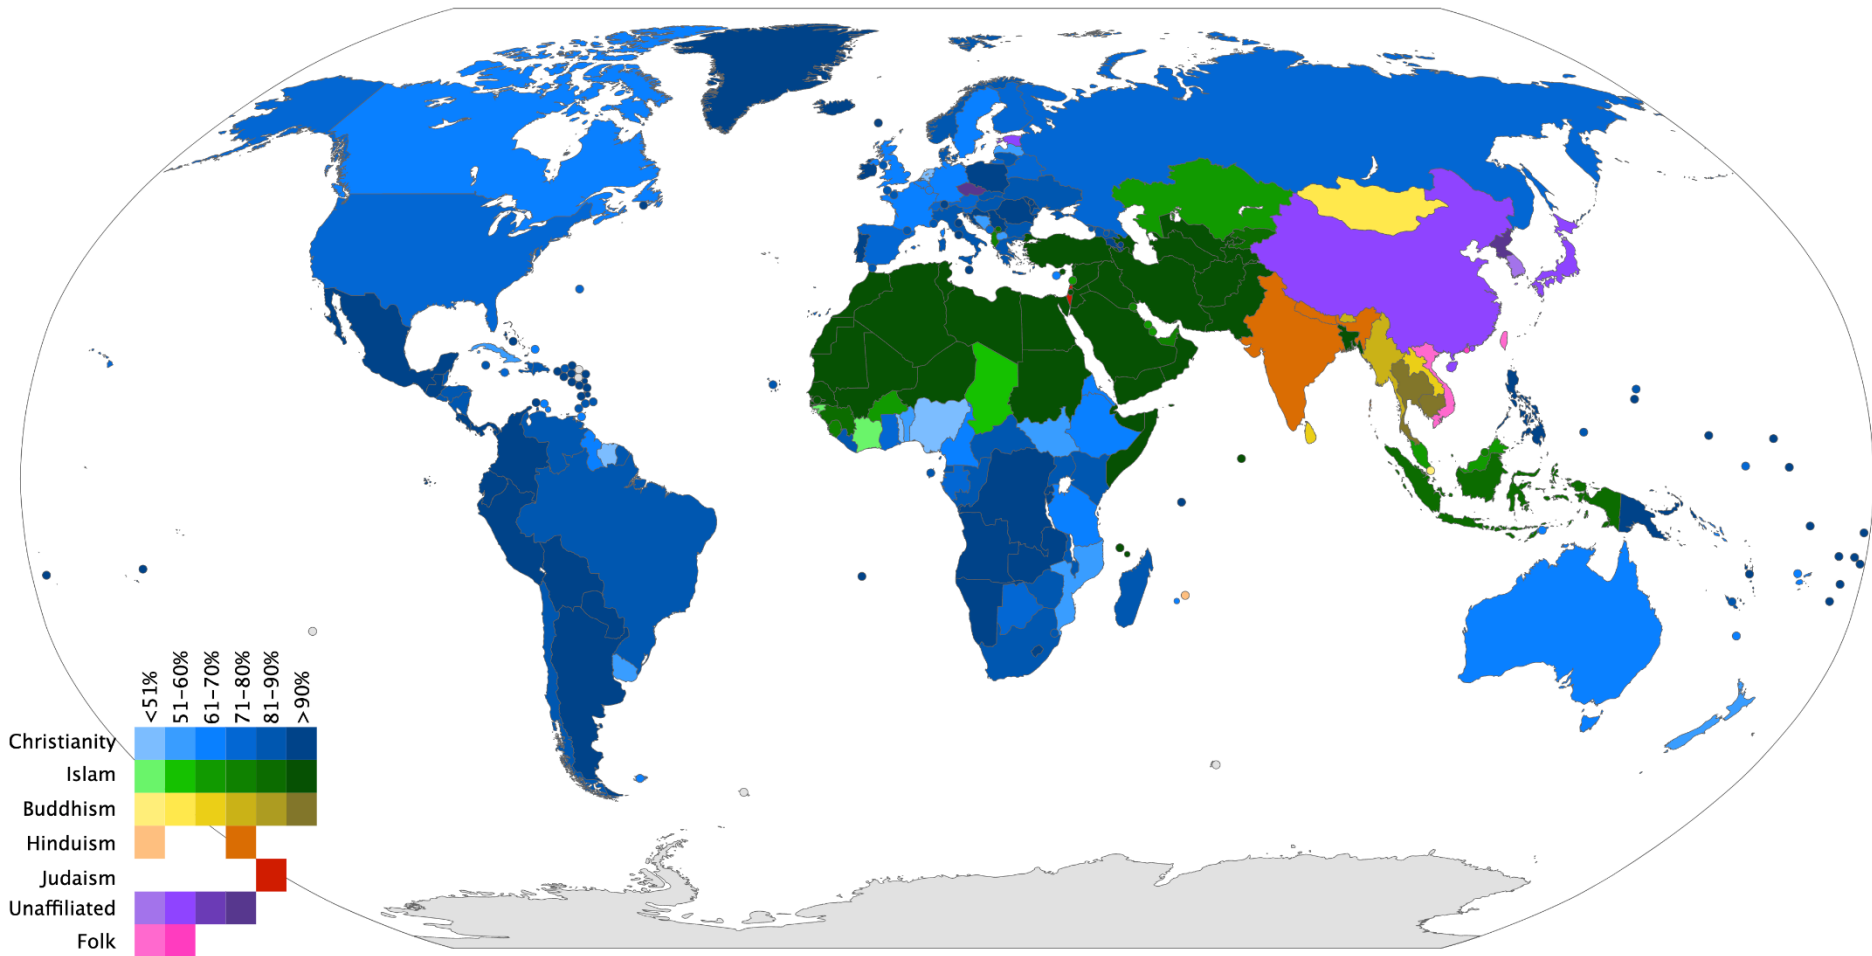 <51%
51-60%
61-70%
71-80%
81-90%
>90%
Christianity
Islam
Buddhism
Hinduism
Judaism
Unaffiliated
Folk